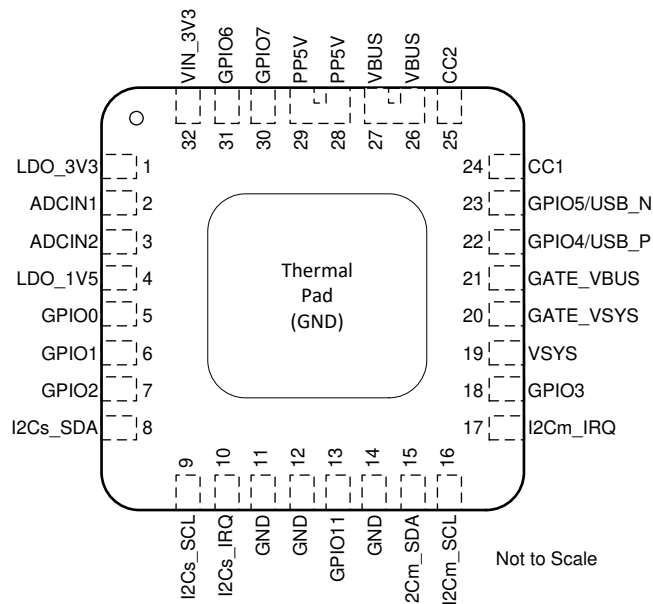 VIN_3V3
GPIO6
GPIO7
PP5V
PP5V
VBUS
VBUS
CC2
32
31
30
29
28
27
26
25
LDO_3V3 1
ADCIN1 2
ADCIN2 3
LDO_1V5 4
GPIO0 5
GPIO1 6
GPIO2 7
I2Cs_SDA 8
Thermal
Pad
(GND)
24 CC1
23 GPIO5/USB_N
22 GPIO4/USB_P
21 GATE_VBUS
20 GATE_VSYS
19 VSYS
18 GPIO3
17 I2Cm_IRQ
9
10
11
12
13
14
15
16
I2Cs_SCL
I2Cs_IRQ
GND
GND
GPIO11
GND
2Cm_SDA
I2Cm_SCL
Not to Scale